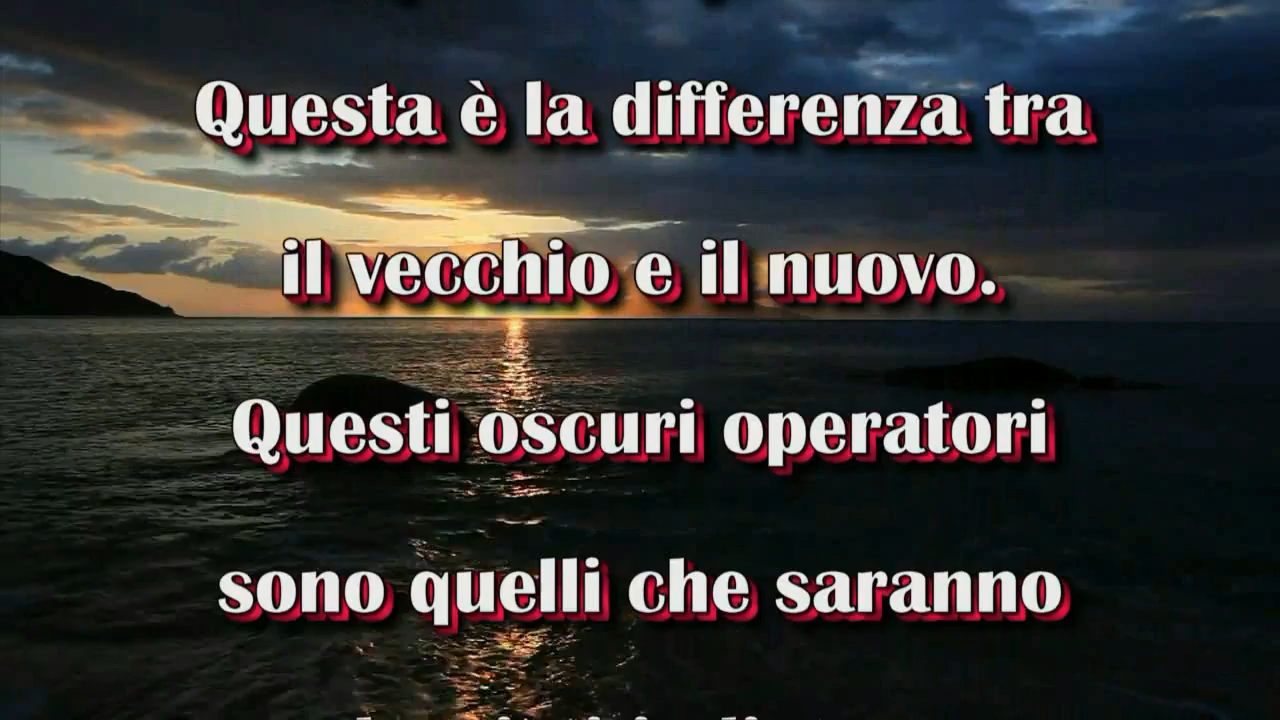 Questa è la differenza tra
il vecchio e il nuovo.
Questi oscuri operatori
sono quelli che saranno